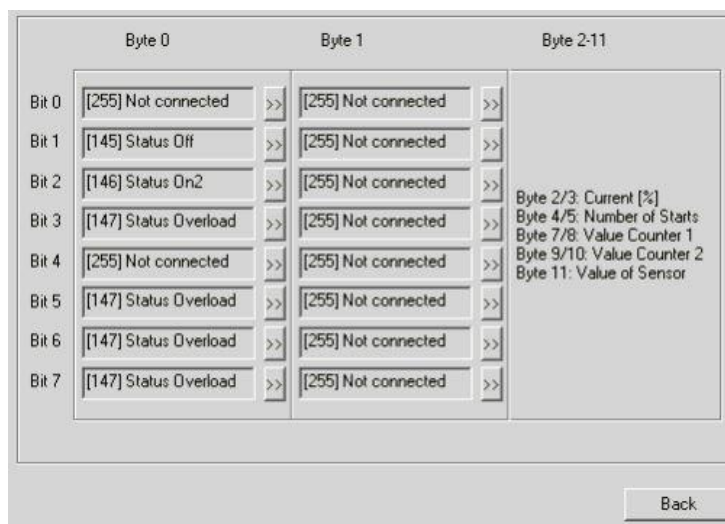 Byte 0 Byte 1 Byte 2-11
Bit 0 [255] Not connected >> [255] Not connected >>
Bit 1 [145] Status Off >> [255] Not connected >>
Bit 2 [146] Status On2 >> [255] Not connected >>
Bit 3 [147] Status Overload >> [255] Not connected >>
Bit 4 [255] Not connected >> [255] Not connected >>
Bit 5 [147] Status Overload >> [255] Not connected >>
Bit 6 [147] Status Overload >> [255] Not connected >>
Bit 7 [147] Status Overload >> [255] Not connected >>
Byte 2/3: Current [%]
Byte 4/5: Number of Starts
Byte 7/8: Value Counter 1
Byte 9/10: Value Counter 2
Byte 11: Value of Sensor
Back